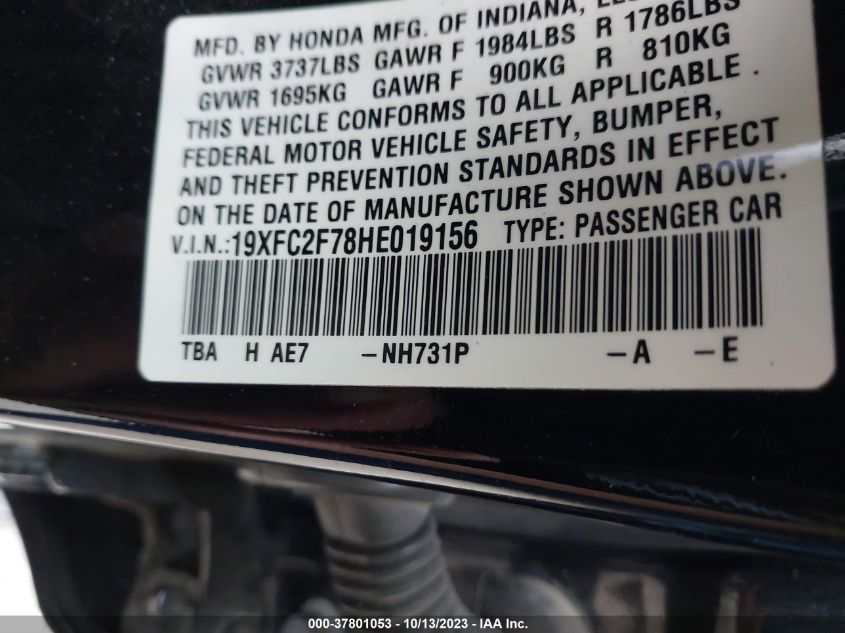 MFD. BY HONDA MFG. OF INDIANA,
GVWR 3737LBS GAWR F 1984LBS R 1786LBS
GVWR 1695KG GAWR F 900KG R 810KG
THIS VEHICLE CONFORMS TO ALL APPLICABLE .
FEDERAL MOTOR VEHICLE SAFETY, BUMPER,
AND THEFT PREVENTION STANDARDS IN EFFECT
ON THE DATE OF MANUFACTURE SHOWN ABOVE.
V.I.N.:19XFC2F78HE019156 TYPE: PASSENGER CAR
TBA H AE7 -NH731P -A -E
000-37801053 - 10/13/2023 - IAA Inc.